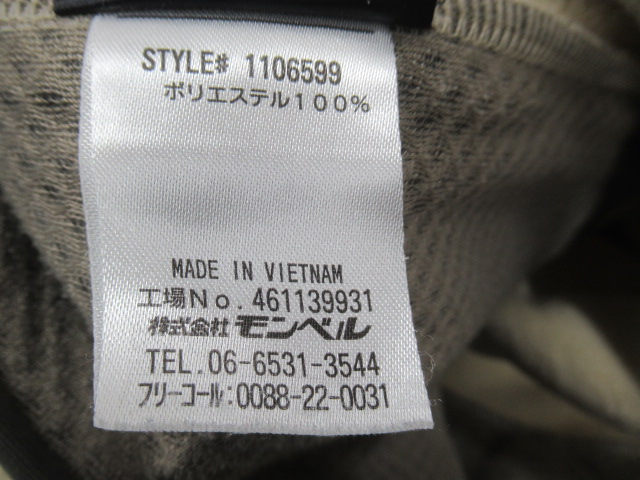 STYLE# 1106599
ポリエステル100%
MADE IN VIETNAM
工場No. 461139931
株式会社 モンベル
TEL. 06-6531-3544
フリーコール:0088-22-0031